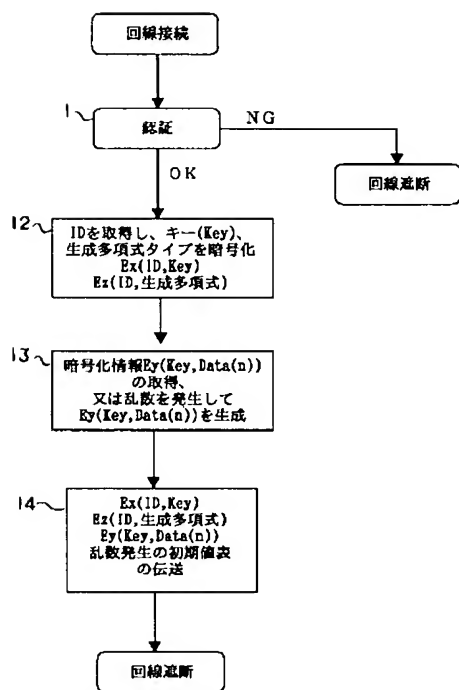 回線接続
1
認証
NG
回線遮断
OK
12
IDを取得し、キー(Key)、
生成多項式タイプを暗号化
Ex(ID,Key)
Ez(ID,生成多項式)
13
暗号化情報Ey(Key,Data(n))
の取得、
又は乱数を発生して
Ey(Key,Data(n))を生成
14
Ex(ID,Key)
Ez(ID,生成多項式)
Ey(Key,Data(n))
乱数発生の初期値表
の伝送
回線遮断